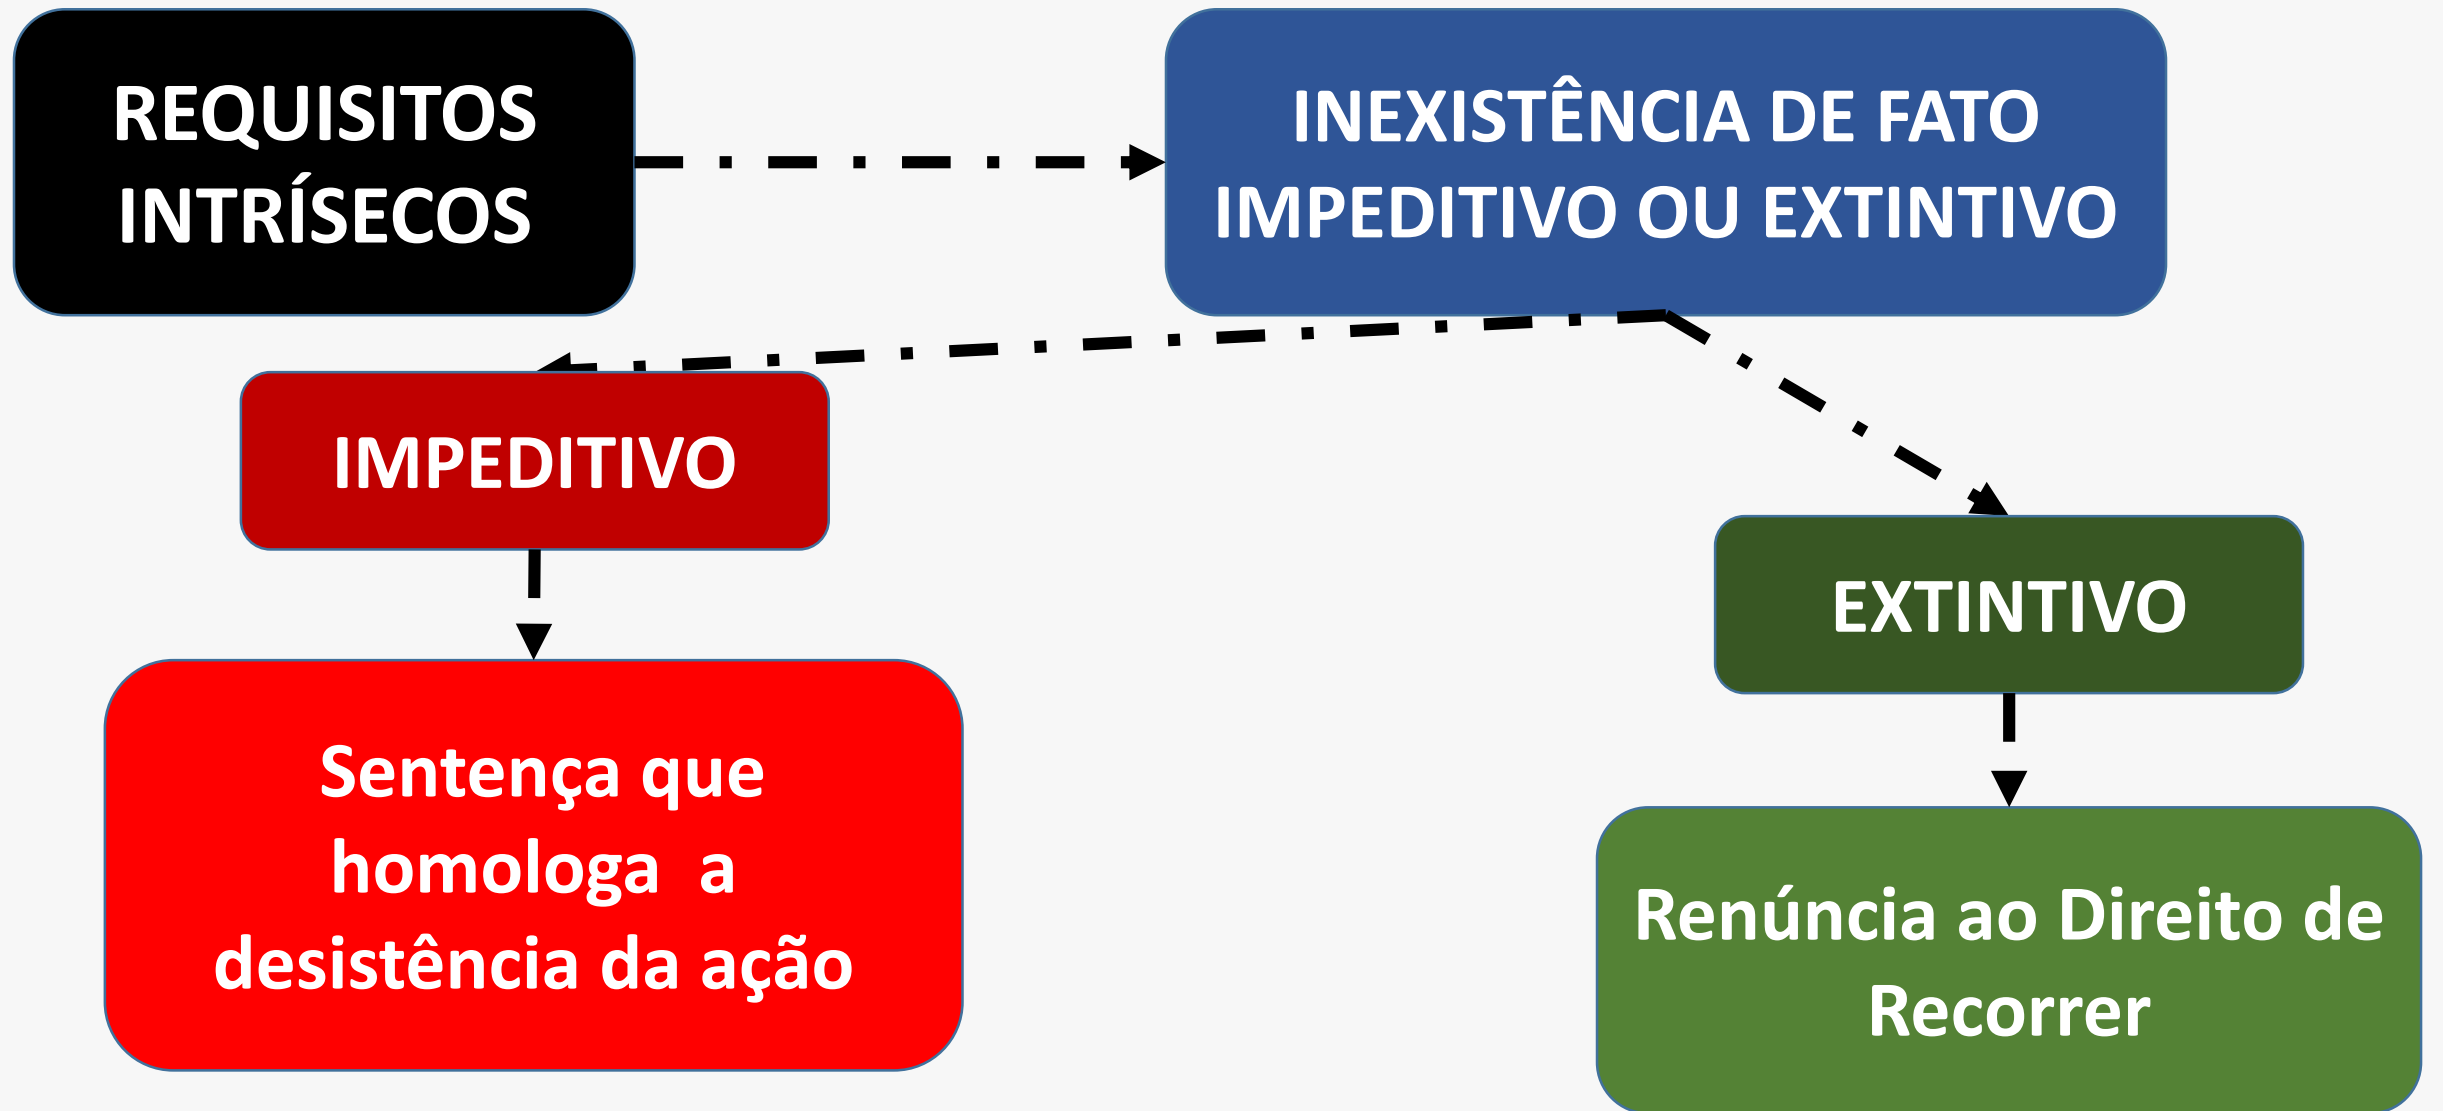 REQUISITOS
INTRÍSECOS
INEXISTÊNCIA DE FATO
IMPEDITIVO OU EXTINTIVO
IMPEDITIVO
EXTINTIVO
Sentença que
homologa a
desistência da ação
Renúncia ao Direito de
Recorrer